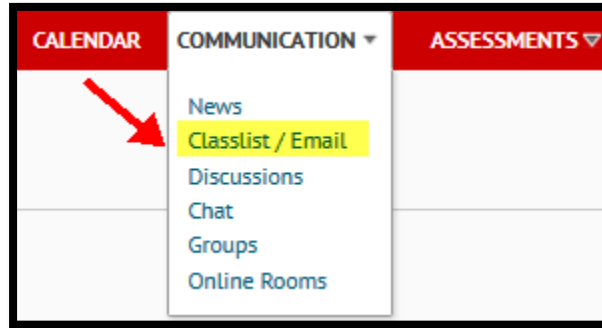 CALENDAR COMMUNICATION ASSESSMENTS
News
Classlist / Email
Discussions
Chat
Groups
Online Rooms